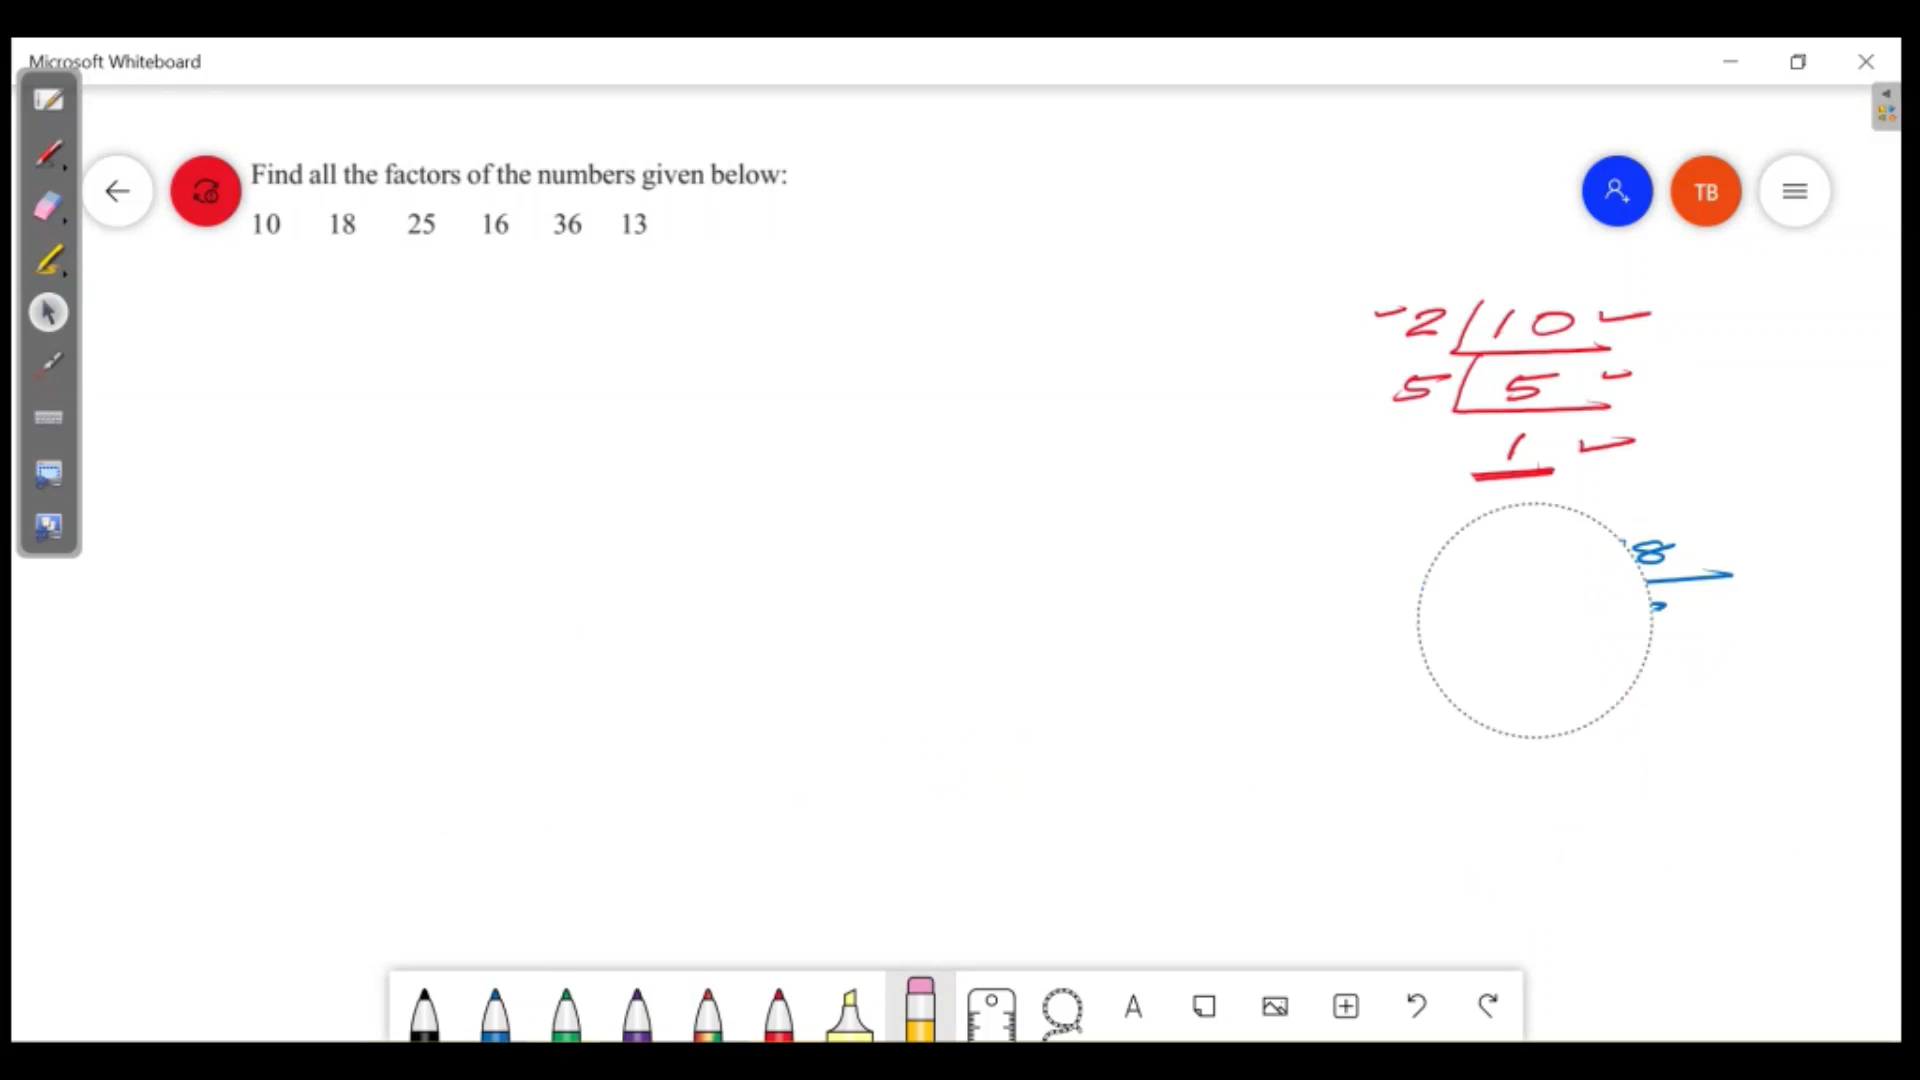 Microsoft Whiteboard
Find all the factors of the numbers given below:
10 18 25 16 36 13
TB
2 10
5 5
1
8
A